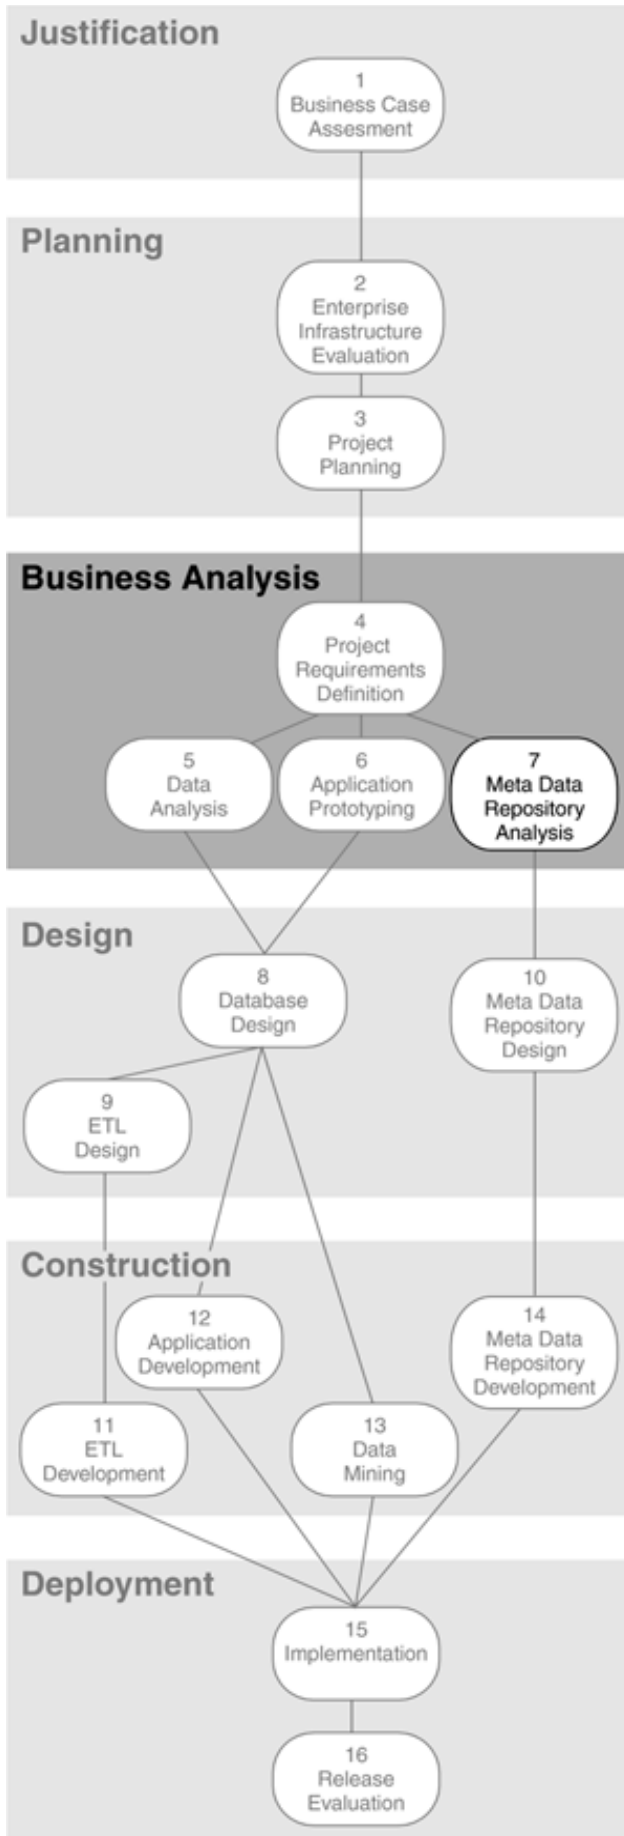 Justification
1
Business Case
Assesment
Planning
2
Enterprise
Infrastructure
Evaluation
3
Project
Planning
Business Analysis
4
Project
Requirements
Definition
5
Data
Analysis
6
Application
Prototyping
7
Meta Data
Repository
Analysis
Design
8
Database
Design
10
Meta Data
Repository
Design
9
ETL
Design
Construction
12
Application
Development
14
Meta Data
Repository
Development
11
ETL
Development
13
Data
Mining
Deployment
15
Implementation
16
Release
Evaluation